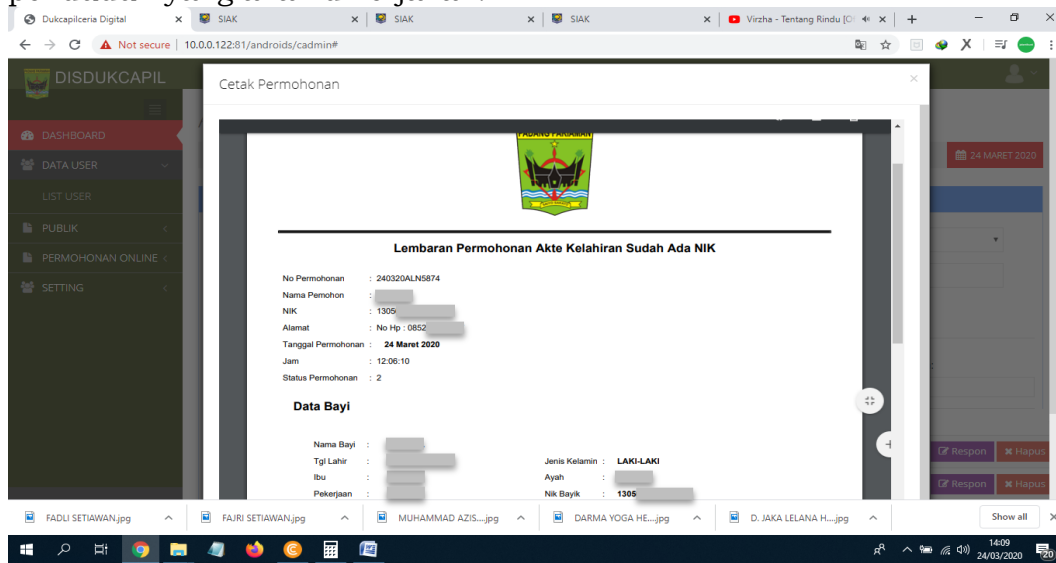 Dukcapilceria Digital
SIAK
SIAK
SIAK
Virzha - Tentang Rindu [O
Not secure | 10.0.0.122:81/androids/cadmin#
DISDUKCAPIL
Cetak Permohonan
DASHBOARD
DATA USER
LIST USER
PUBLIK
PERMOHONAN ONLINE
SETTING
24 MARET 2020
PADANG PARIAMAN
Lembaran Permohonan Akte Kelahiran Sudah Ada NIK
No Permohonan : 240320ALN5874
Nama Pemohon :
NIK : 1305
Alamat : No Hp : 0852
Tanggal Permohonan : 24 Maret 2020
Jam : 12:06:10
Status Permohonan : 2
Data Bayi
Nama Bayi :
Tgl Lahir : Jenis Kelamin : LAKI-LAKI
Ibu : Ayah :
Pekerjaan : Nik Bayik : 1305
Respon Hapus
Respon Hapus
FADLI SETIAWAN.jpg
FAJRI SETIAWAN.jpg
MUHAMMAD AZIS....jpg
DARMA YOGA HE....jpg
D. JAKA LELANA H....jpg
Show all
14:09
24/03/2020
20